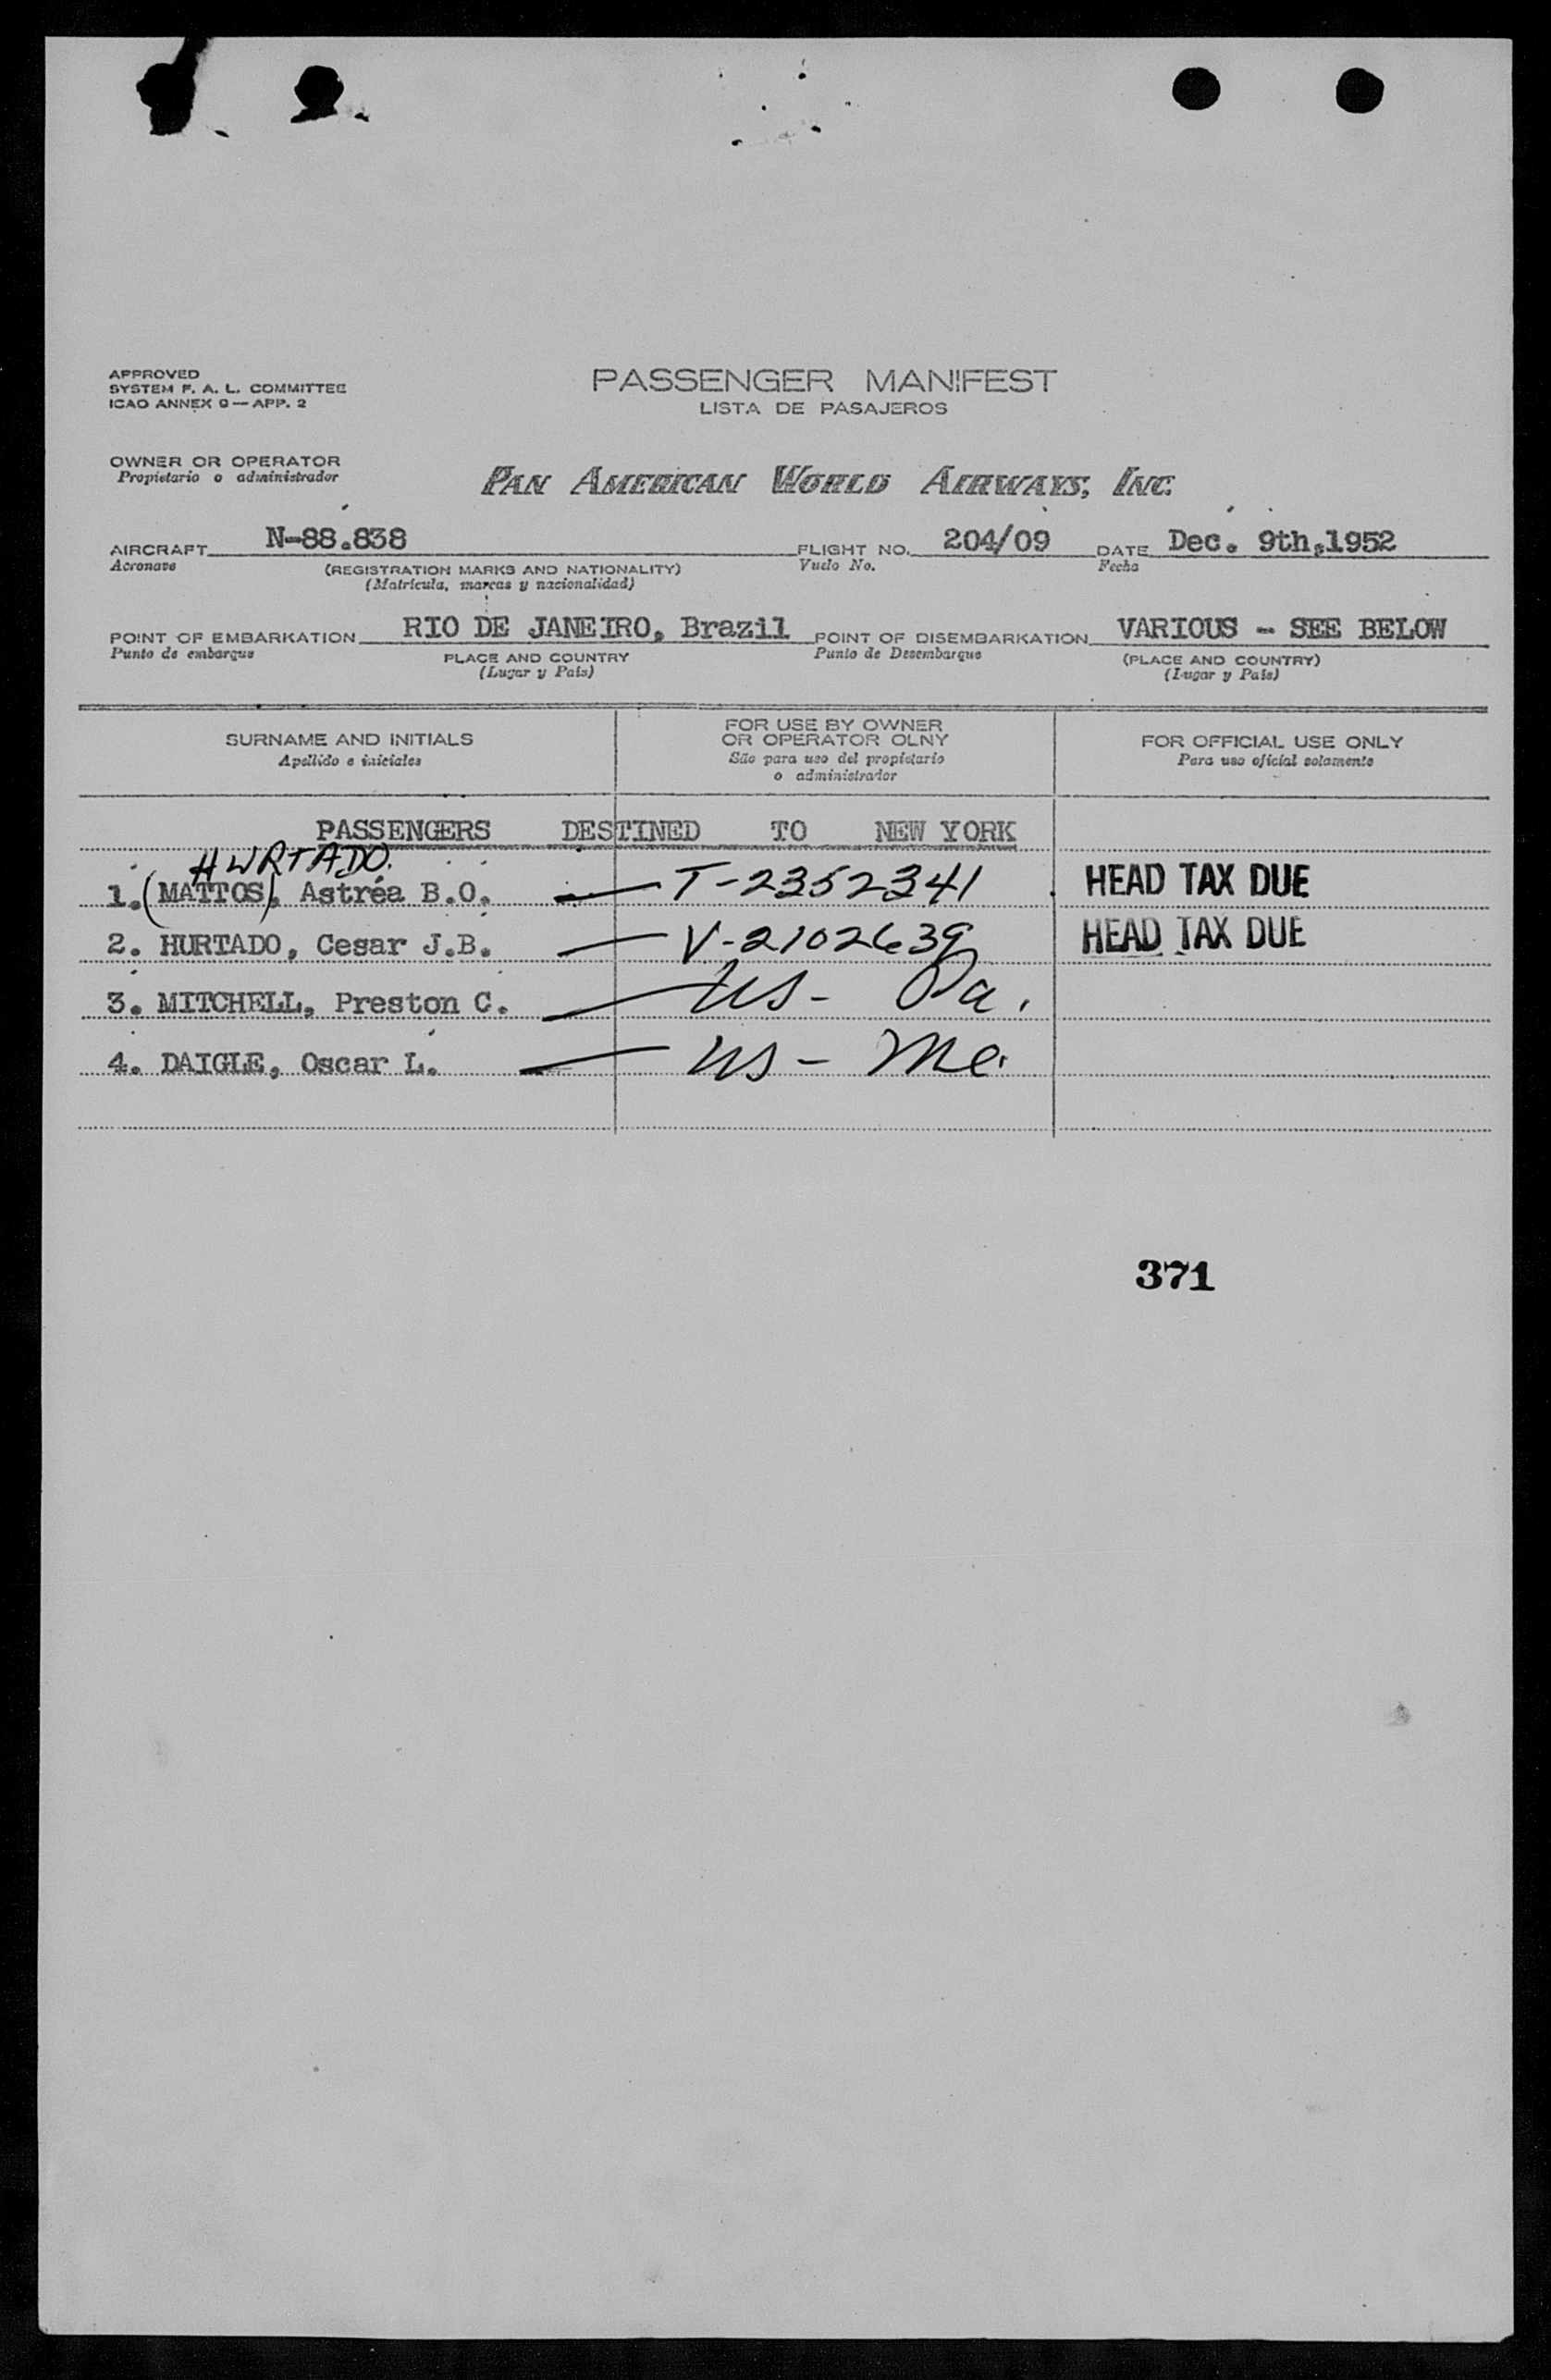 APPROVED
SYSTEM F. A. L. COMMITTEE
ICAO ANNEX 9 — APP. 2
PASSENGER MANIFEST
LISTA DE PASAJEROS
OWNER OR OPERATOR
Propietario o administrador
PAN AMERICAN WORLD AIRWAYS, INC.
AIRCRAFT N-88.838 FLIGHT NO. 204/09 DATE Dec. 9th,1952
Aeronave (REGISTRATION MARKS AND NATIONALITY) Vuelo No. Fecha
(Matrícula, marcas y nacionalidad)
POINT OF EMBARKATION RIO DE JANEIRO, Brazil POINT OF DISEMBARKATION VARIOUS - SEE BELOW
Punto de embarque PLACE AND COUNTRY Punto de Desembarque (PLACE AND COUNTRY)
(Lugar y País) (Lugar y País)
SURNAME AND INITIALS
Apellido e iniciales
FOR USE BY OWNER
OR OPERATOR OLNY
São para uso del propietario
o administrador
FOR OFFICIAL USE ONLY
Para uso oficial solamente
PASSENGERS DESTINED TO NEW YORK
HURTADO.
1. (MATTOS), Astréa B.O. — T-2352341 HEAD TAX DUE
2. HURTADO, Cesar J.B. — V-2102639 HEAD TAX DUE
3. MITCHELL, Preston C. — US - Pa.
4. DAIGLE, Oscar L. — US - Me.
371